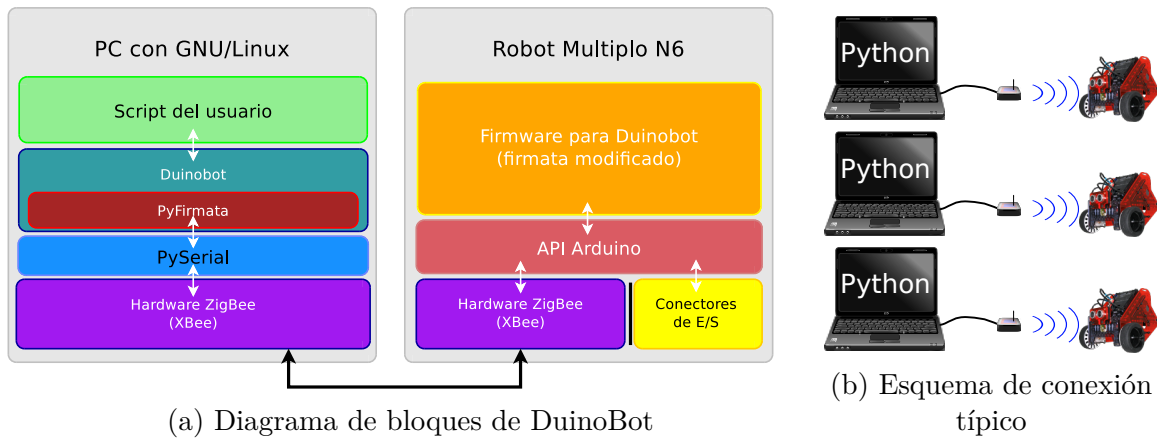 PC con GNU/Linux
Script del usuario
Duinobot
PyFirmata
PySerial
Hardware ZigBee
(XBee)
Robot Multiplo N6
Firmware para Duinobot
(firmata modificado)
API Arduino
Hardware ZigBee
(XBee)
Conectores
de E/S
(a) Diagrama de bloques de DuinoBot
Python
Python
Python
(b) Esquema de conexión
típico